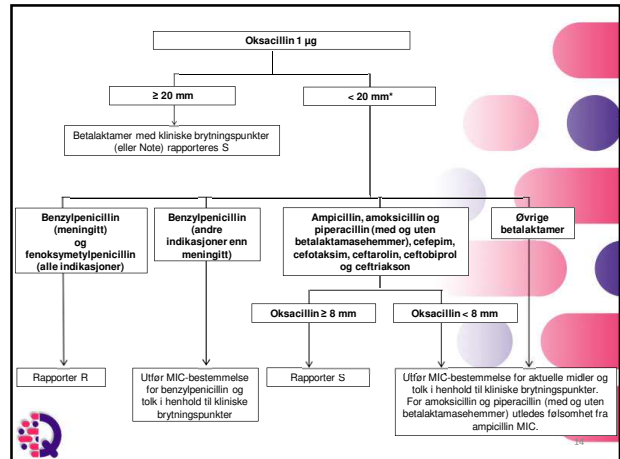 Oksacillin 1 µg
≥ 20 mm
< 20 mm*
Betalaktamer med kliniske brytningspunkter
(eller Note) rapporteres S
Benzylpenicillin
(meningitt)
og
fenoksymetylpenicillin
(alle indikasjoner)
Benzylpenicillin
(andre
indikasjoner enn
meningitt)
Ampicillin, amoksicillin og
piperacillin (med og uten
betalaktamasehemmer), cefepim,
cefotaksim, ceftarolin, ceftobiprol
og ceftriakson
Øvrige
betalaktamer
Oksacillin ≥ 8 mm
Oksacillin < 8 mm
Rapporter R
Utfør MIC-bestemmelse
for benzylpenicillin og
tolk i henhold til kliniske
brytningspunkter
Rapporter S
Utfør MIC-bestemmelse for aktuelle midler og
tolk i henhold til kliniske brytningspunkter.
For amoksicillin og piperacillin (med og uten
betalaktamasehemmer) utledes følsomhet fra
ampicillin MIC.
14